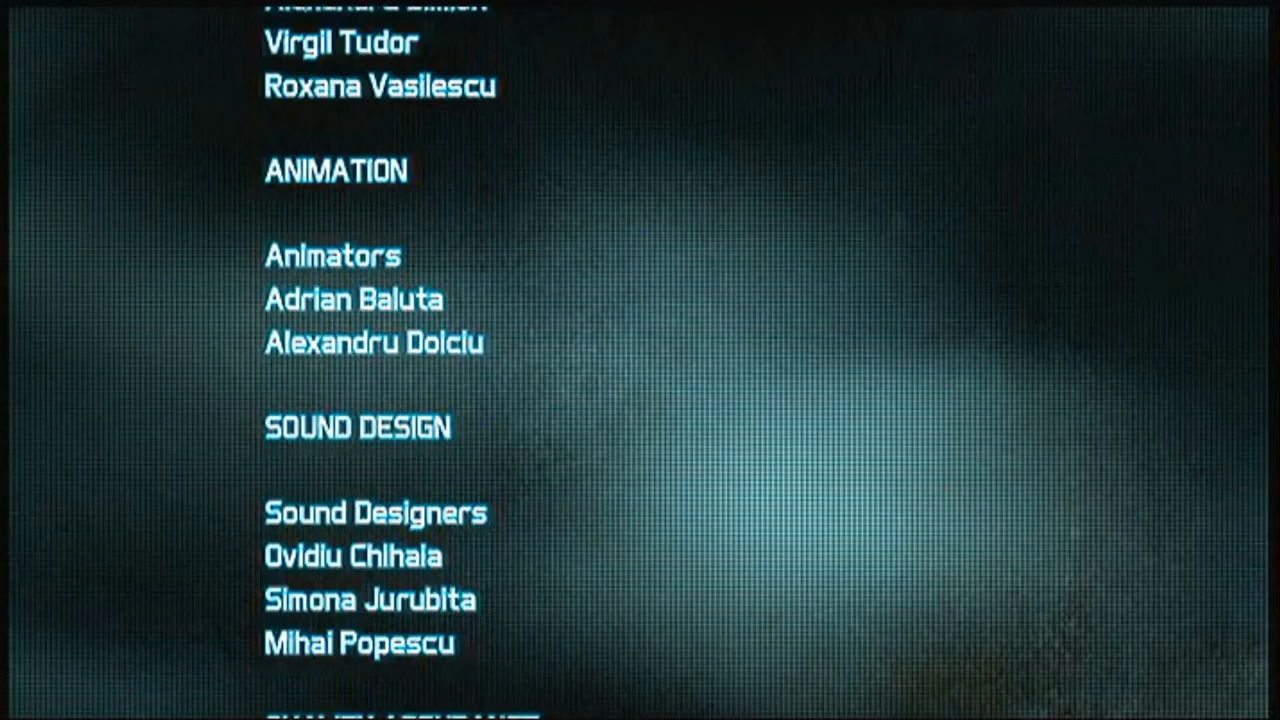 Virgil Tudor
Roxana Vasilescu
ANIMATION
Animators
Adrian Baluta
Alexandru Doiciu
SOUND DESIGN
Sound Designers
Ovidiu Chihaia
Simona Jurubita
Mihai Popescu